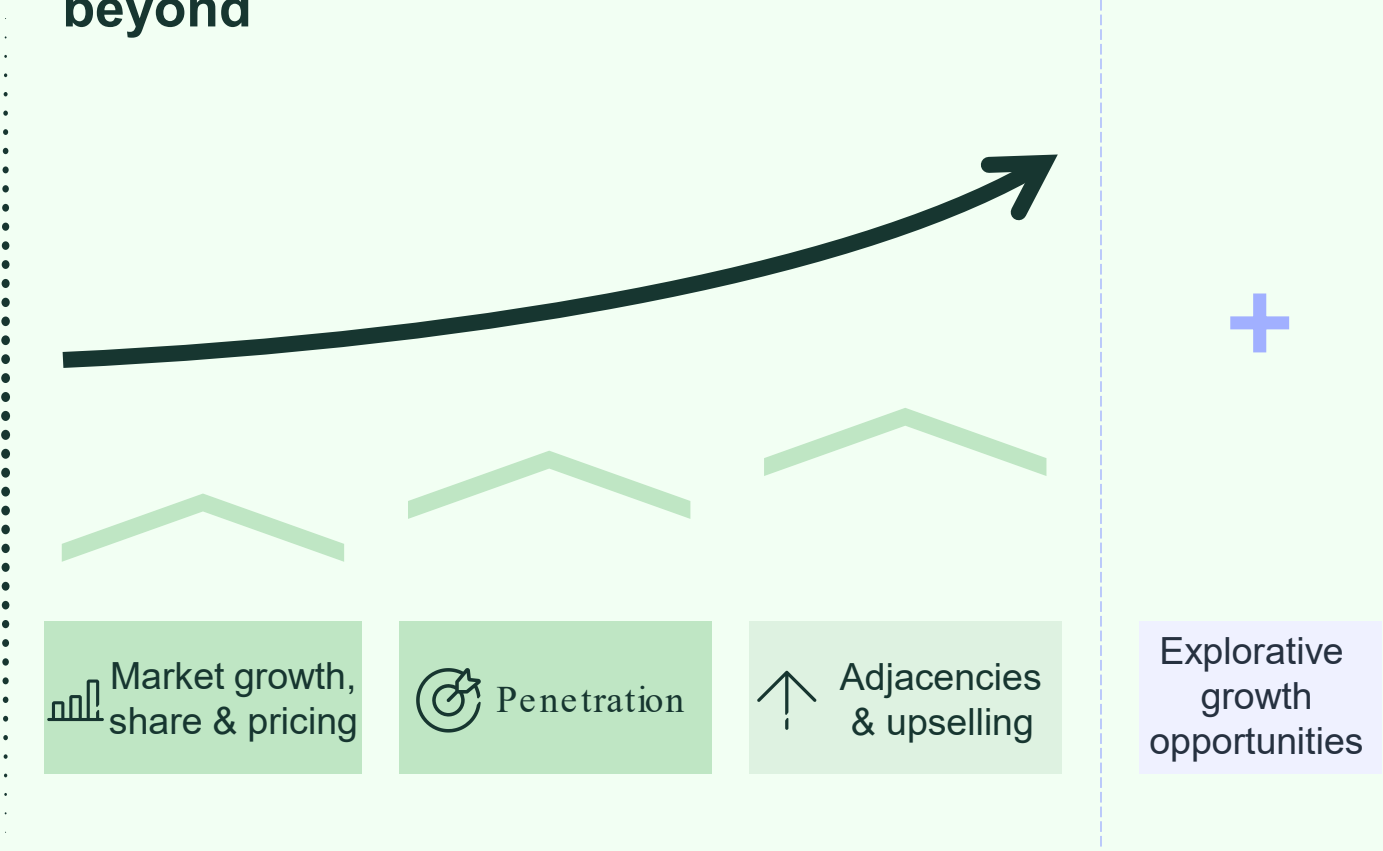 beyond
Market growth,
share & pricing
Penetration
Adjacencies
& upselling
Explorative
growth
opportunities